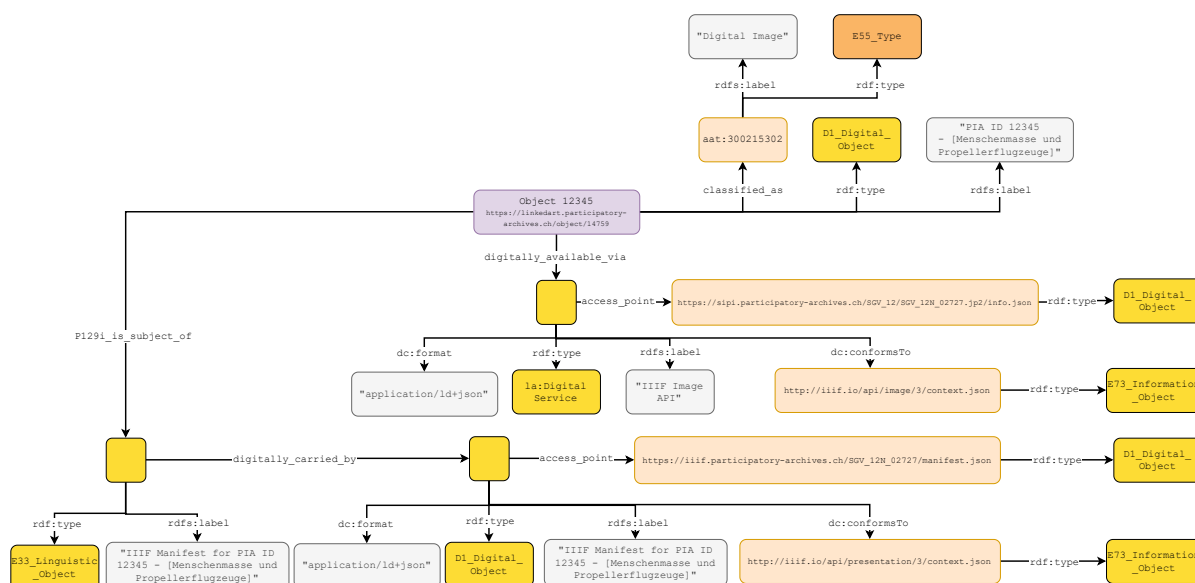 "Digital Image"
E55_Type
rdfs:label
rdf:type
aat:300215302
D1_Digital_
Object
"PIA ID 12345
- [Menschenmasse und
Propellerflugzeuge]"
classified_as
rdf:type
rdfs:label
Object 12345
https://linkedart.participatory-
archives.ch/object/14759
digitally_available_via
access_point
https://sipi.participatory-archives.ch/SGV_12/SGV_12N_02727.jp2/info.json
rdf:type
D1_Digital_
Object
P129i_is_subject_of
dc:format
rdf:type
rdfs:label
dc:conformsTo
"application/ld+json"
la:Digital
Service
"IIIF Image
API"
http://iiif.io/api/image/3/context.json
rdf:type
E73_Information
_Object
digitally_carried_by
access_point
https://iiif.participatory-archives.ch/SGV_12N_02727/manifest.json
rdf:type
D1_Digital_
Object
rdf:type
rdfs:label
dc:format
rdf:type
rdfs:label
dc:conformsTo
E33_Linguistic
_Object
"IIIF Manifest for PIA ID
12345 - [Menschenmasse und
Propellerflugzeuge]"
"application/ld+json"
D1_Digital_
Object
"IIIF Manifest for PIA ID
12345 - [Menschenmasse und
Propellerflugzeuge]"
http://iiif.io/api/presentation/3/context.json
rdf:type
E73_Information
_Object